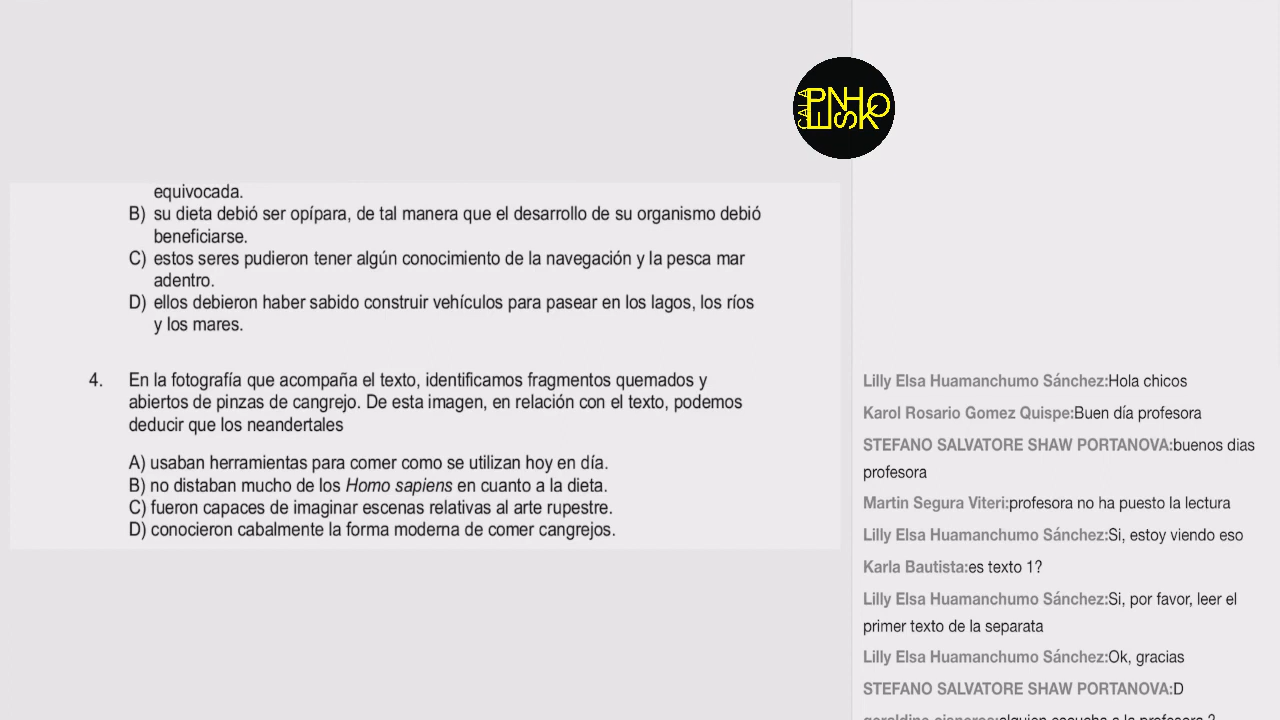 CALA
PENHSKO
equivocada.
B) su dieta debió ser opípara, de tal manera que el desarrollo de su organismo debió
beneficiarse.
C) estos seres pudieron tener algún conocimiento de la navegación y la pesca mar
adentro.
D) ellos debieron haber sabido construir vehículos para pasear en los lagos, los ríos
y los mares.
4. En la fotografía que acompaña el texto, identificamos fragmentos quemados y
abiertos de pinzas de cangrejo. De esta imagen, en relación con el texto, podemos
deducir que los neandertales
A) usaban herramientas para comer como se utilizan hoy en día.
B) no distaban mucho de los Homo sapiens en cuanto a la dieta.
C) fueron capaces de imaginar escenas relativas al arte rupestre.
D) conocieron cabalmente la forma moderna de comer cangrejos.
Lilly Elsa Huamanchumo Sánchez:Hola chicos
Karol Rosario Gomez Quispe:Buen día profesora
STEFANO SALVATORE SHAW PORTANOVA:buenos dias
profesora
Martin Segura Viteri:profesora no ha puesto la lectura
Lilly Elsa Huamanchumo Sánchez:Si, estoy viendo eso
Karla Bautista:es texto 1?
Lilly Elsa Huamanchumo Sánchez:Si, por favor, leer el
primer texto de la separata
Lilly Elsa Huamanchumo Sánchez:Ok, gracias
STEFANO SALVATORE SHAW PORTANOVA:D
geraldine cisneros:alguien escucha a la profesora ?